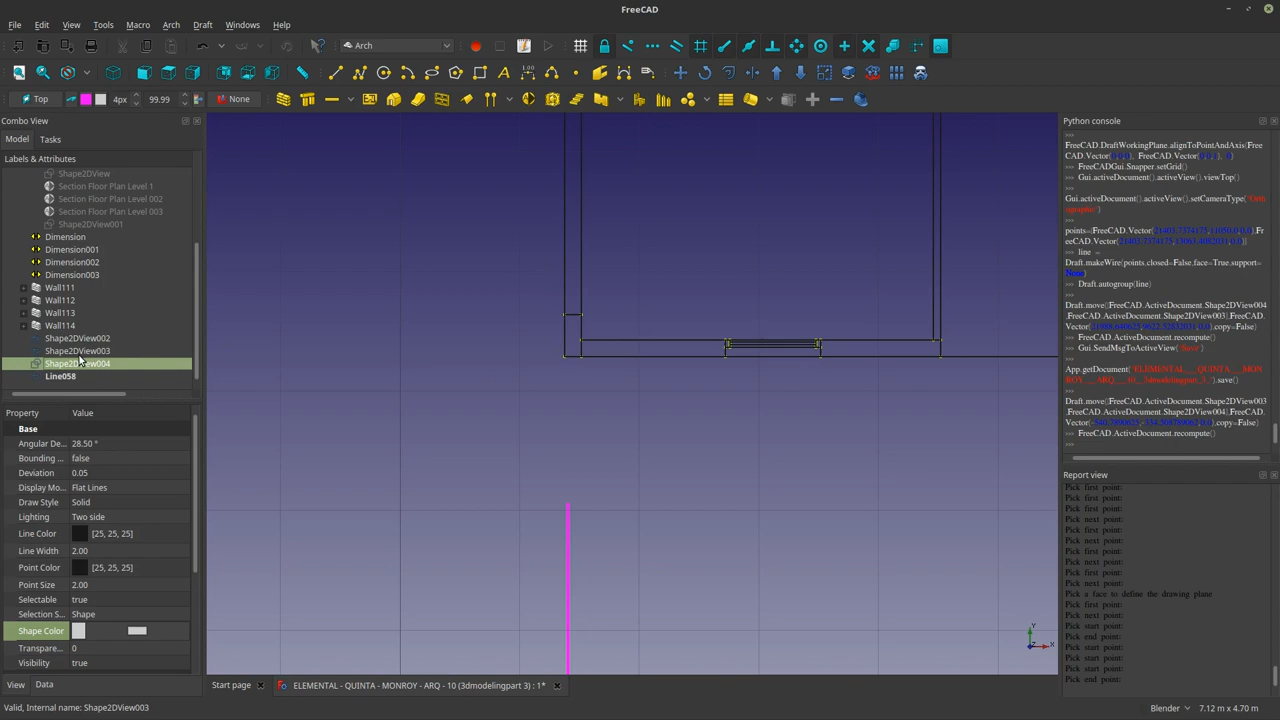 FreeCAD
File Edit View Tools Macro Arch Draft Windows Help
Arch
Top 4px 99.99 None
Combo View
Model Tasks
Labels & Attributes
Shape2DView
Section Floor Plan Level 1
Section Floor Plan Level 002
Section Floor Plan Level 003
Shape2DView001
Dimension
Dimension001
Dimension002
Dimension003
Wall111
Wall112
Wall113
Wall114
Shape2DView002
Shape2DView003
Shape2DView004
Line058
Property Value
Base
Angular De... 28.50 °
Bounding ... false
Deviation 0.05
Display Mo... Flat Lines
Draw Style Solid
Lighting Two side
Line Color [25, 25, 25]
Line Width 2.00
Point Color [25, 25, 25]
Point Size 2.00
Selectable true
Selection S... Shape
Shape Color
Transpare... 0
Visibility true
View Data
Y
Z X
Start page ELEMENTAL - QUINTA - MONROY - ARQ - 10 (3dmodelingpart 3) : 1*
Python console
>>>
FreeCAD.DraftWorkingPlane.alignToPointAndAxis(Fre
>>> FreeCADGui.Snapper.setGrid()
>>> Gui.activeDocument().activeView().viewTop()
>>>
Gui.activeDocument().activeView().setCameraType(
>>>
>>> line =
Draft.makeWire(points,closed=False,face=True,support=
None)
>>> Draft.autogroup(line)
>>>
Draft.move([FreeCAD.ActiveDocument.Shape2DView004
,FreeCAD.ActiveDocument.Shape2DView003],FreeCAD.
>>> FreeCAD.ActiveDocument.recompute()
>>> Gui.SendMsgToActiveView("Save")
>>>
>>>
Draft.move([FreeCAD.ActiveDocument.Shape2DView003
,FreeCAD.ActiveDocument.Shape2DView004],FreeCAD.
>>> FreeCAD.ActiveDocument.recompute()
>>>
Report view
Pick first point:
Pick first point:
Pick first point:
Pick next point:
Pick first point:
Pick next point:
Pick first point:
Pick next point:
Pick first point:
Pick next point:
Pick a face to define the drawing plane
Pick first point:
Pick next point:
Pick start point:
Pick end point:
Pick start point:
Pick start point:
Pick start point:
Pick end point:
Valid, Internal name: Shape2DView003
Blender 7.12 m x 4.70 m